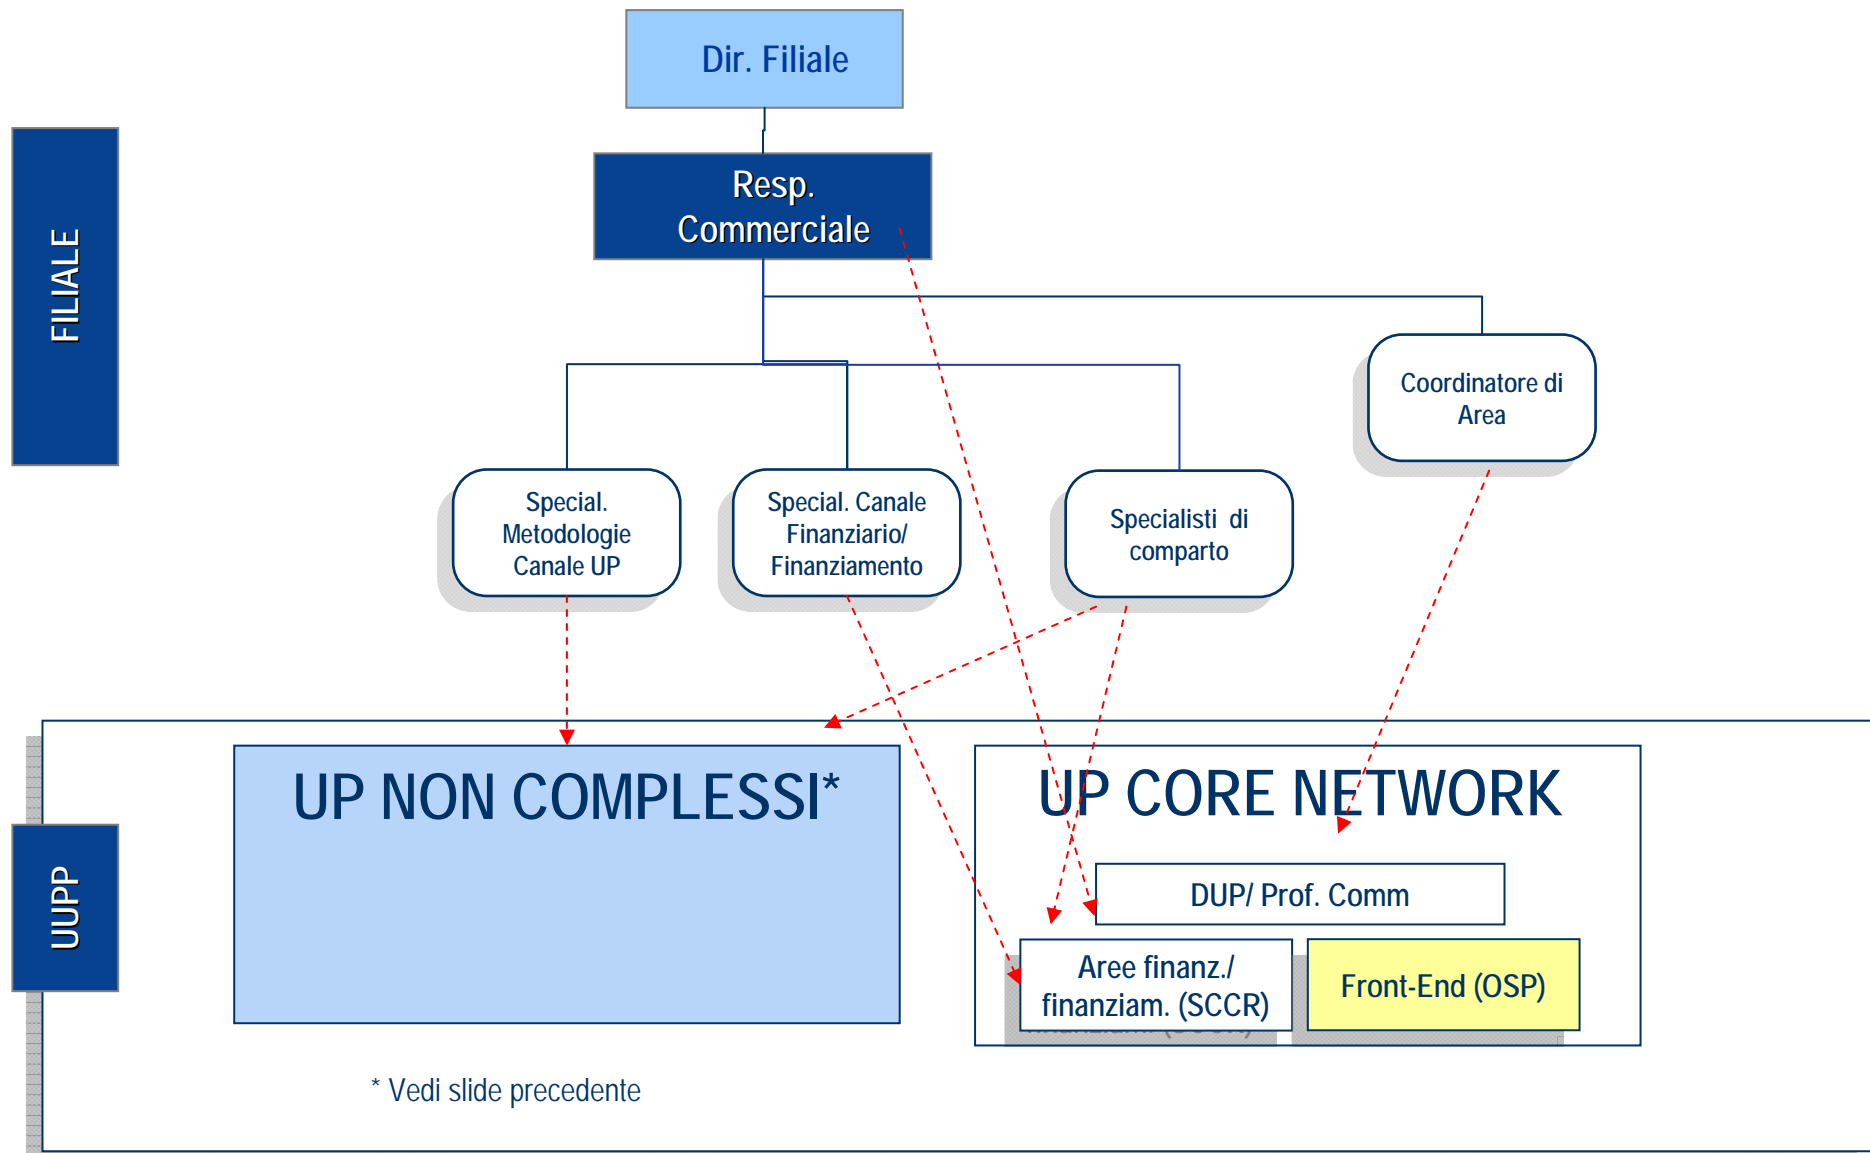 Dir. Filiale
FILIALE
Resp.
Commerciale
Coordinatore di
Area
Special.
Metodologie
Canale UP
Special. Canale
Finanziario/
Finanziamento
Specialisti di
comparto
UUPP
UP NON COMPLESSI*
UP CORE NETWORK
DUP/ Prof. Comm
Aree finanz./
finanziam. (SCCR)
Front-End (OSP)
* Vedi slide precedente